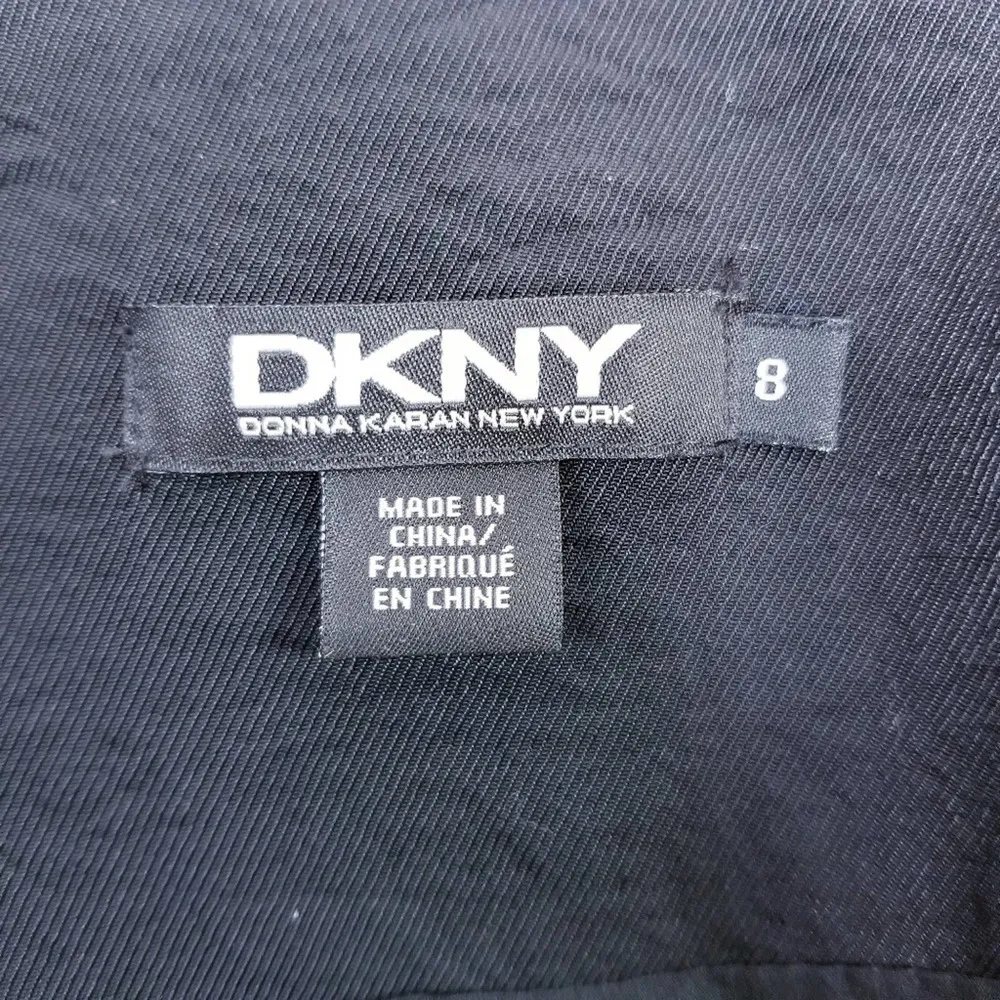 DKNY
DONNA KARAN NEW YORK
8
MADE IN
CHINA/
FABRIQUÉ
EN CHINE